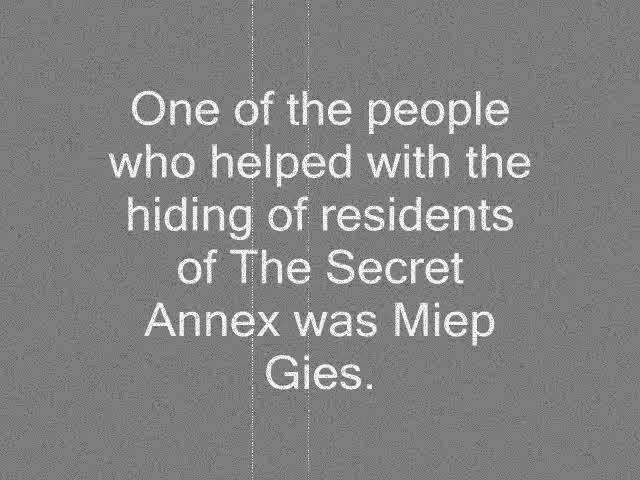 One of the people
who helped with the
hiding of residents
of The Secret
Annex was Miep
Gies.